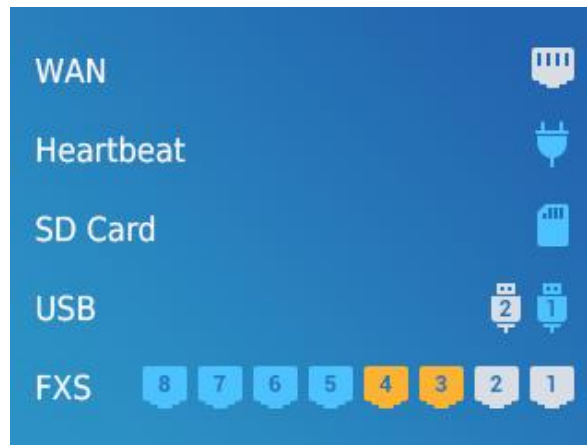 WAN
Heartbeat
SD Card
USB 2 1
FXS 8 7 6 5 4 3 2 1